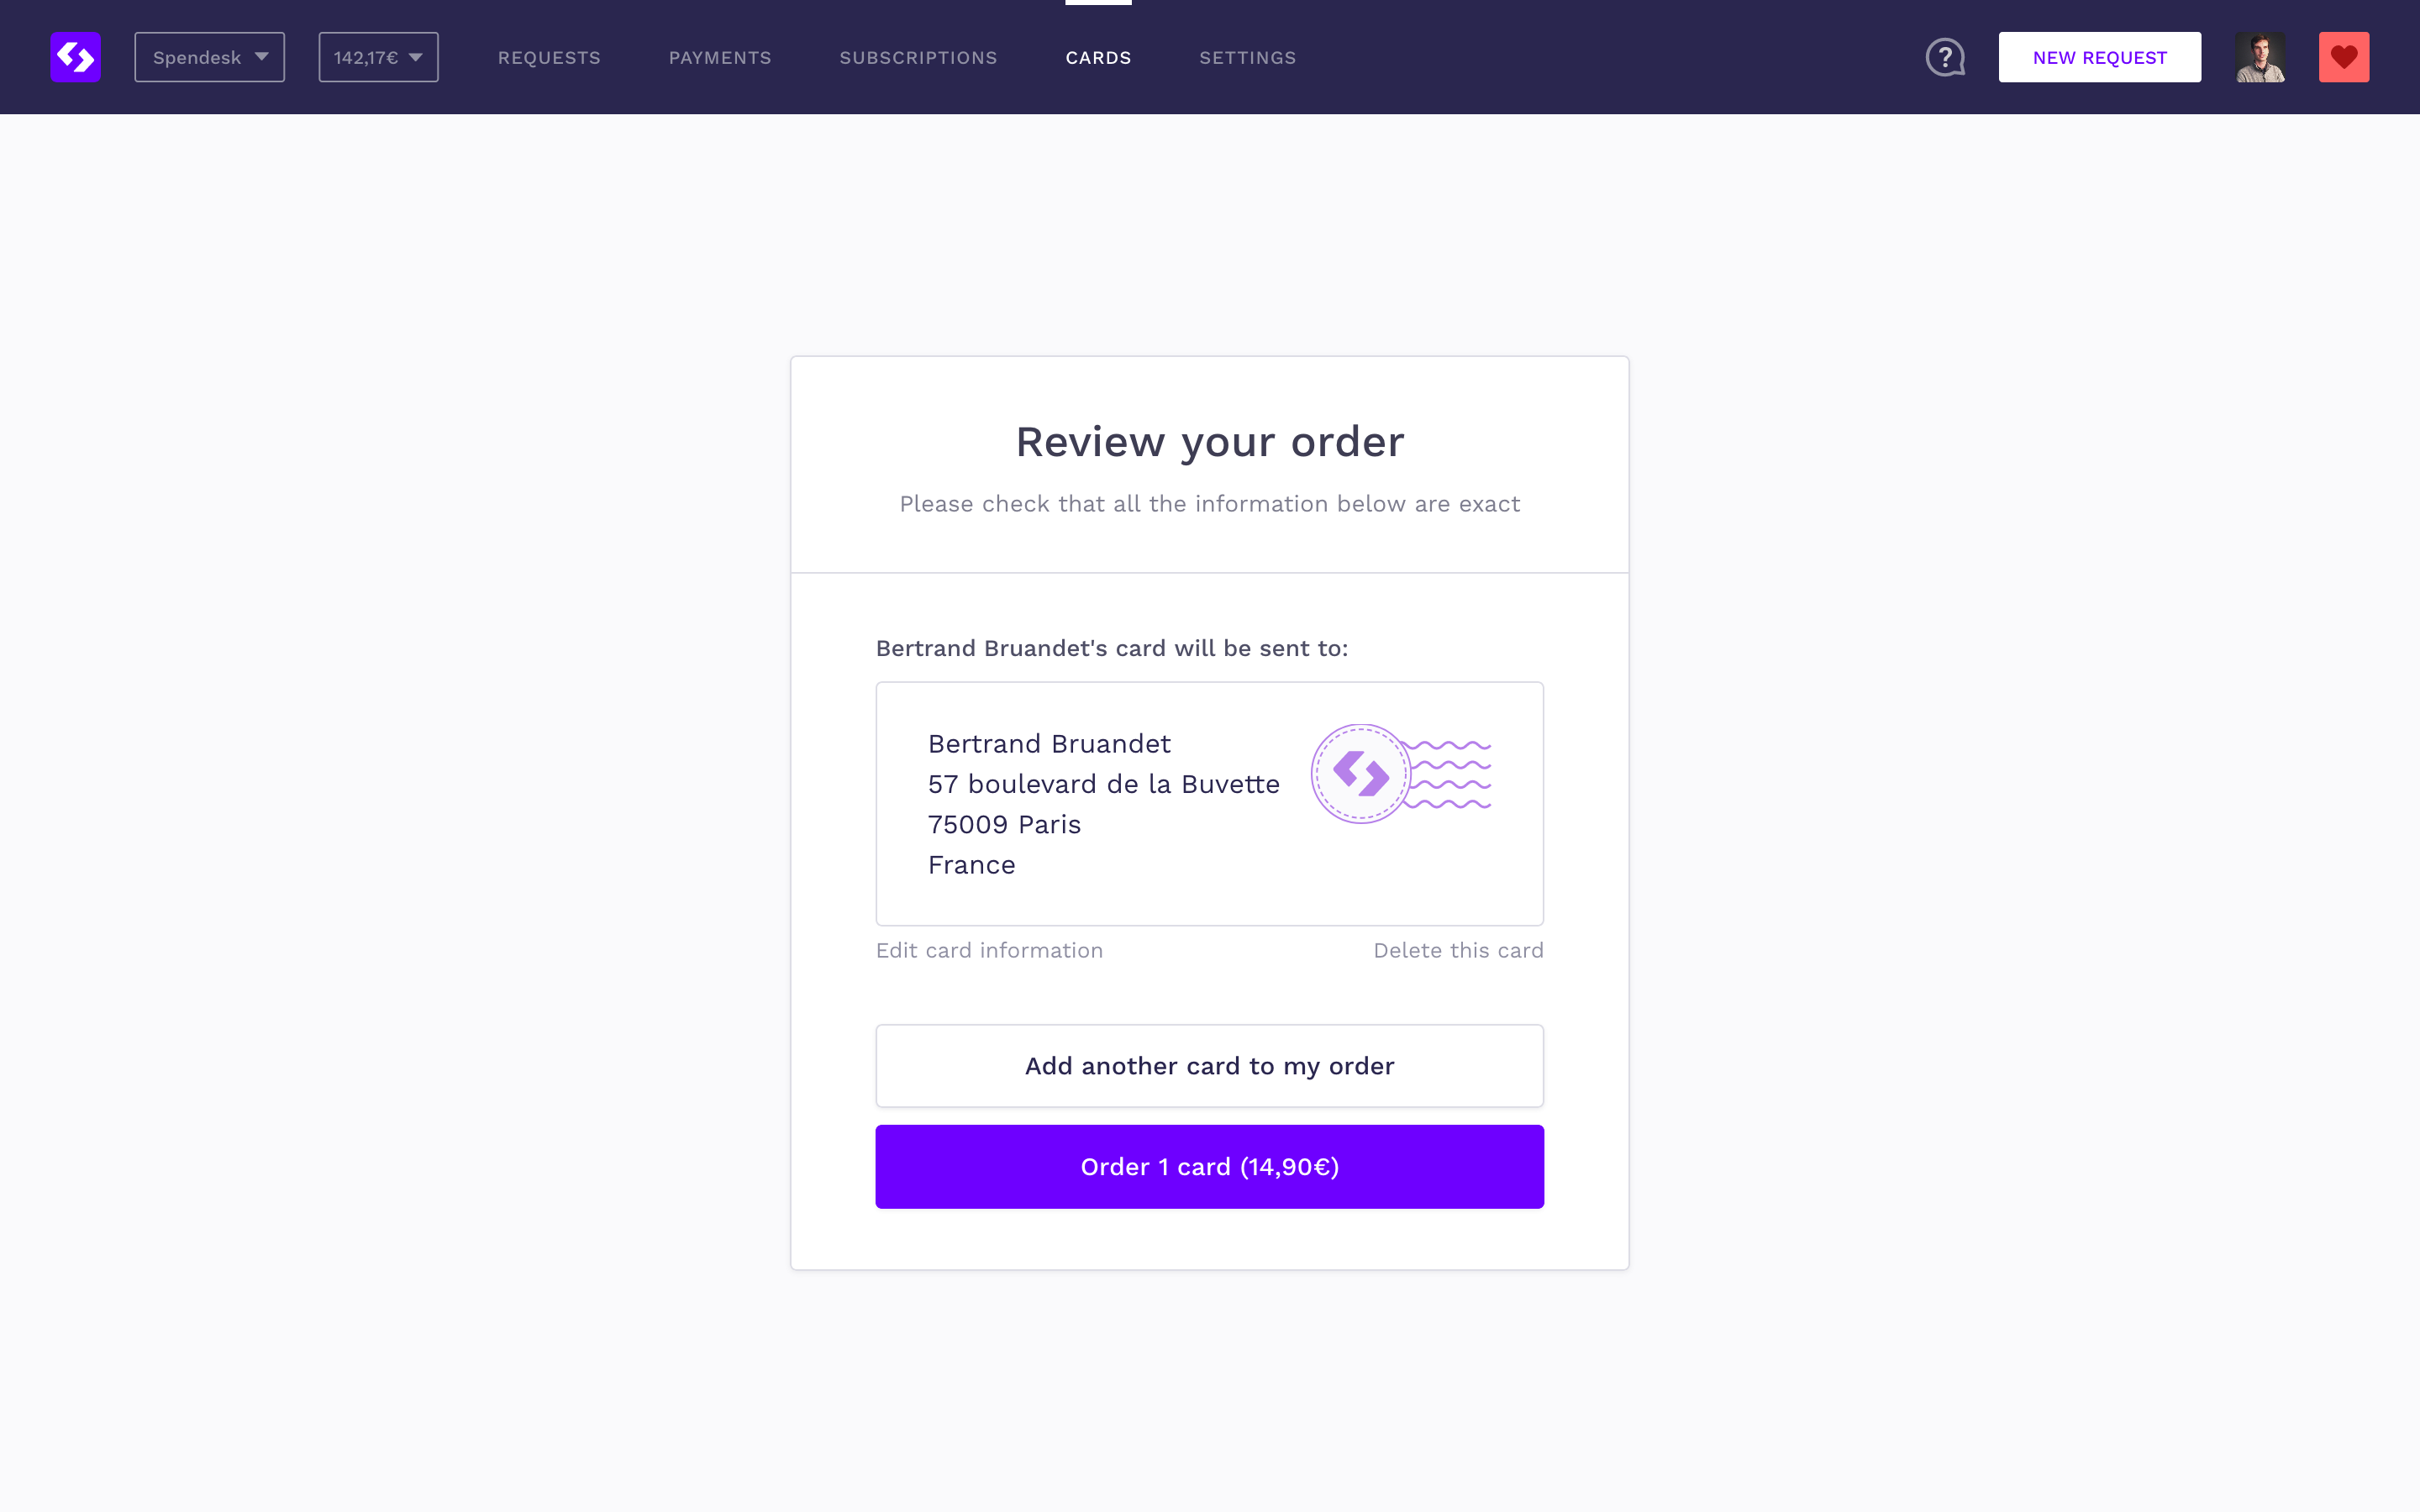 Spendesk
142,17€
REQUESTS
PAYMENTS
SUBSCRIPTIONS
CARDS
SETTINGS
?
NEW REQUEST
Review your order
Please check that all the information below are exact
Bertrand Bruandet's card will be sent to:
Bertrand Bruandet
57 boulevard de la Buvette
75009 Paris
France
Edit card information
Delete this card
Add another card to my order
Order 1 card (14,90€)